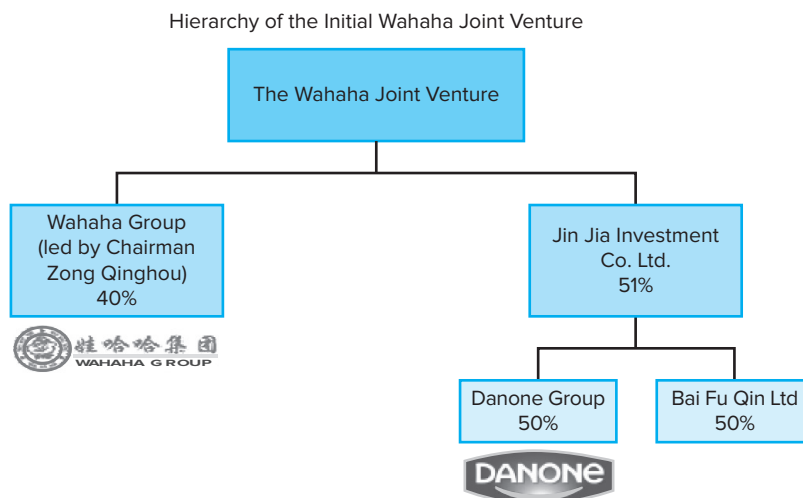 Hierarchy of the Initial Wahaha Joint Venture
The Wahaha Joint Venture
Wahaha Group
(led by Chairman
Zong Qinghou)
40%
Jin Jia Investment
Co. Ltd.
51%
娃哈哈集团
WAHAHA GROUP
Danone Group
50%
Bai Fu Qin Ltd
50%
DANONE